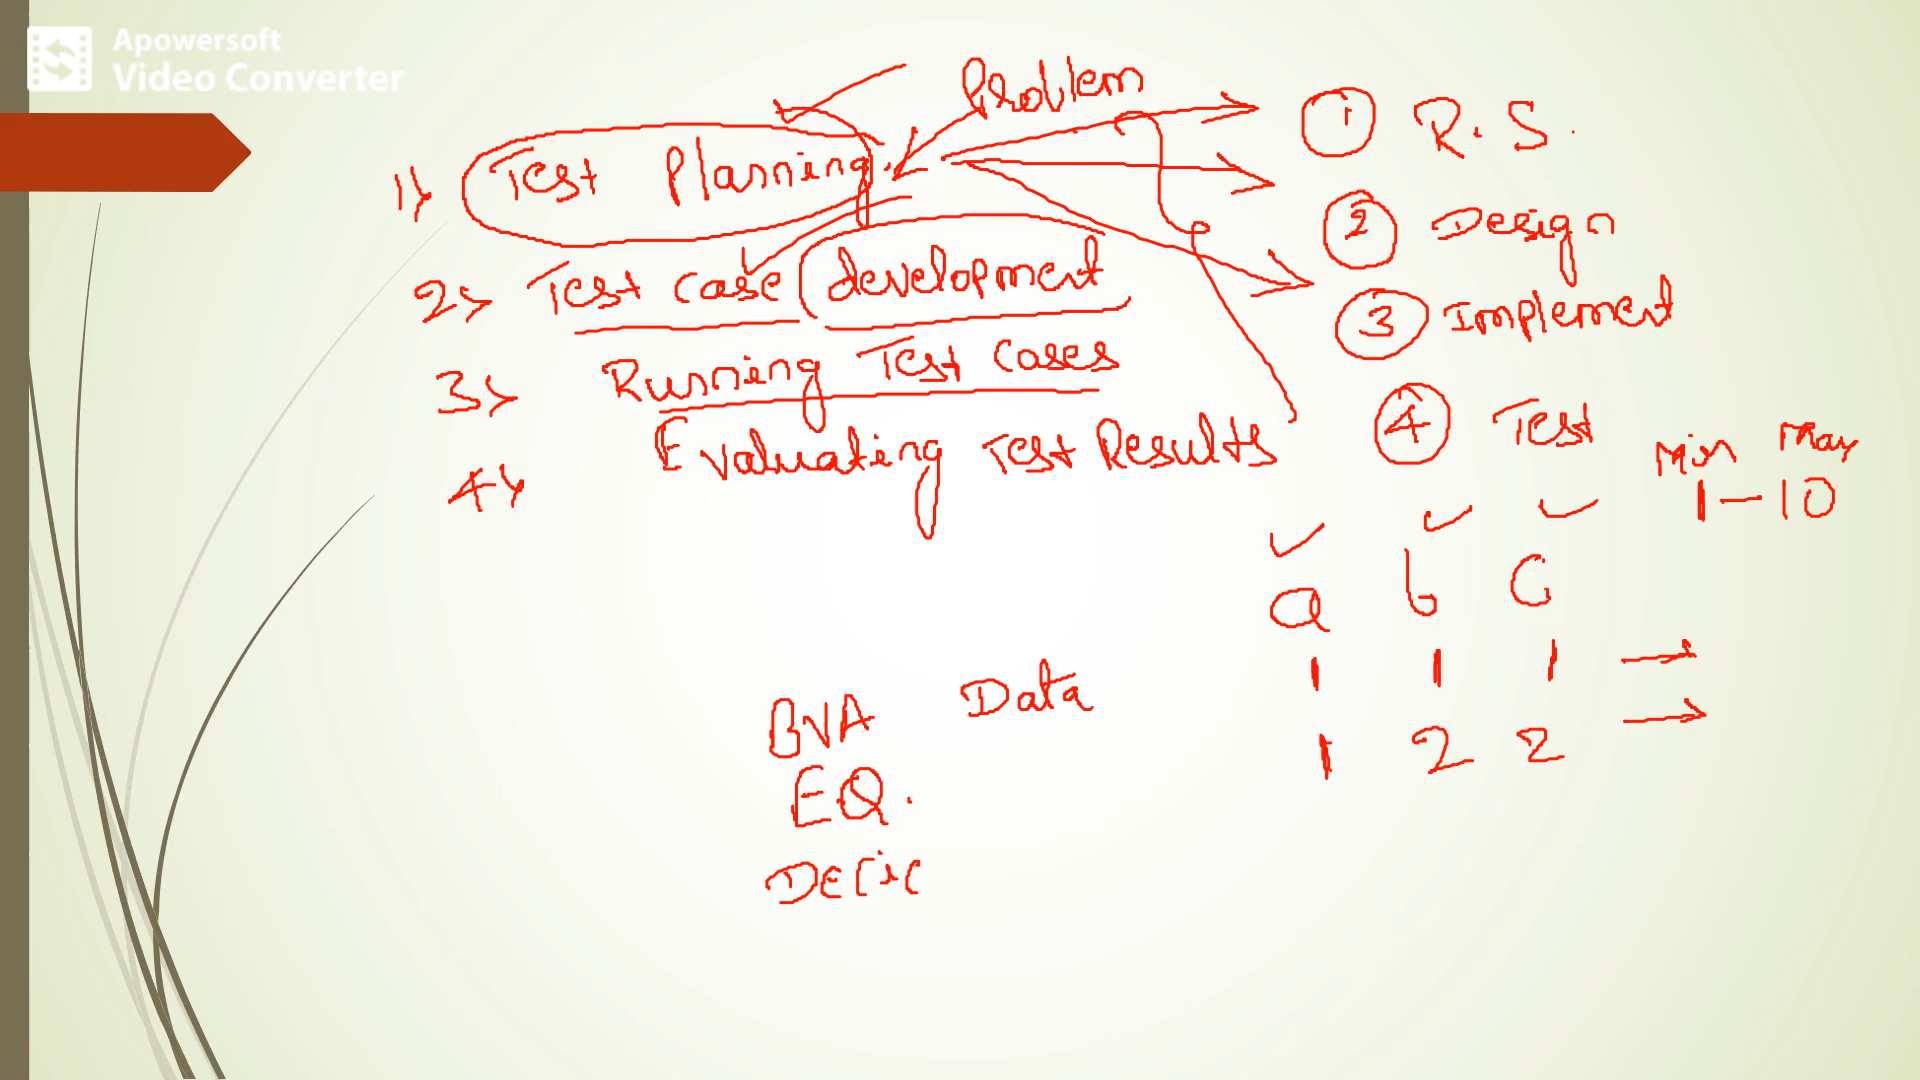 Apowersoft
Video Converter
Problem
1) Test Planning.
2) Test case development
3) Running Test Cases
4) Evaluating Test Results
1 R.S.
2 Design
3 Implement
4 Test
Min Max
1-10
a b c
1 1 1
1 2 2
BVA Data
EQ.